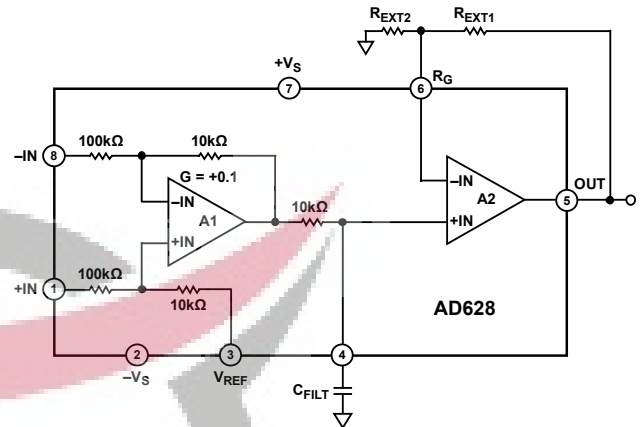 REXT2
REXT1
+VS
7
6
RG
100kΩ
10kΩ
–IN
8
G = +0.1
–IN
A1
+IN
10kΩ
–IN
A2
+IN
OUT
5
+IN
1
100kΩ
10kΩ
AD628
2
3
4
–VS
VREF
CFILT